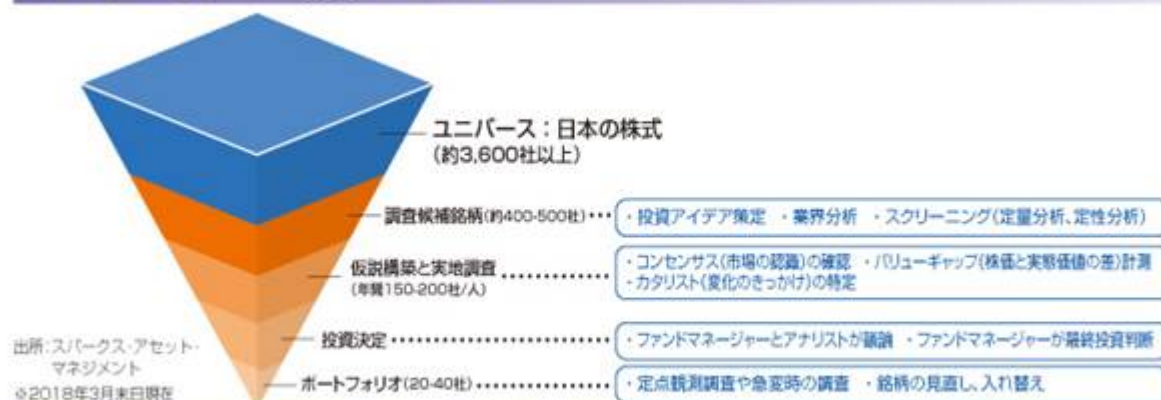 ユニバース：日本の株式
(約3,600社以上)
調査候補銘柄(約400-500社)
・投資アイデア策定 ・業界分析 ・スクリーニング(定量分析、定性分析)
仮説構築と実地調査
(年間150-200社/人)
・コンセンサス(市場の認識)の確認 ・バリューギャップ(株価と実態価値の差)計測
・カタリスト(変化のきっかけ)の特定
投資決定
・ファンドマネージャーとアナリストが議論 ・ファンドマネージャーが最終投資判断
ポートフォリオ(20-40社)
・定点観測調査や急変時の調査 ・銘柄の見直し、入れ替え
出所：スパークス・アセット・
マネジメント
※2018年3月末日現在